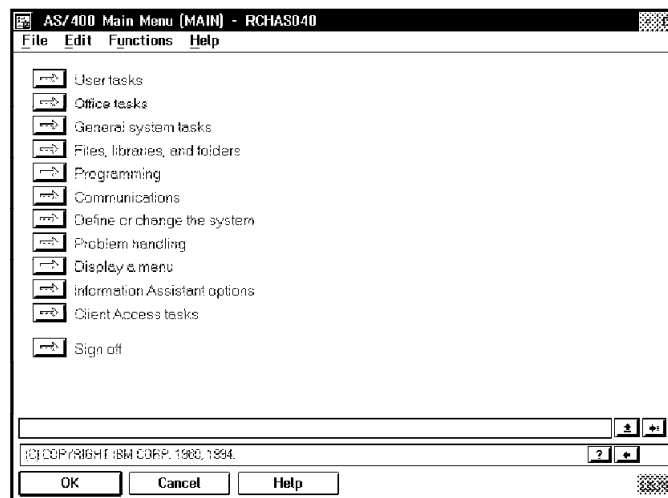 AS/400 Main Menu (MAIN) - RCHAS040
File Edit Functions Help
User tasks
Office tasks
General system tasks
Files, libraries, and folders
Programming
Communications
Define or change the system
Problem handling
Display a menu
Information Assistant options
Client Access tasks
Sign off
(C) COPYRIGHT IBM CORP. 1980, 1994.
?
OK Cancel Help